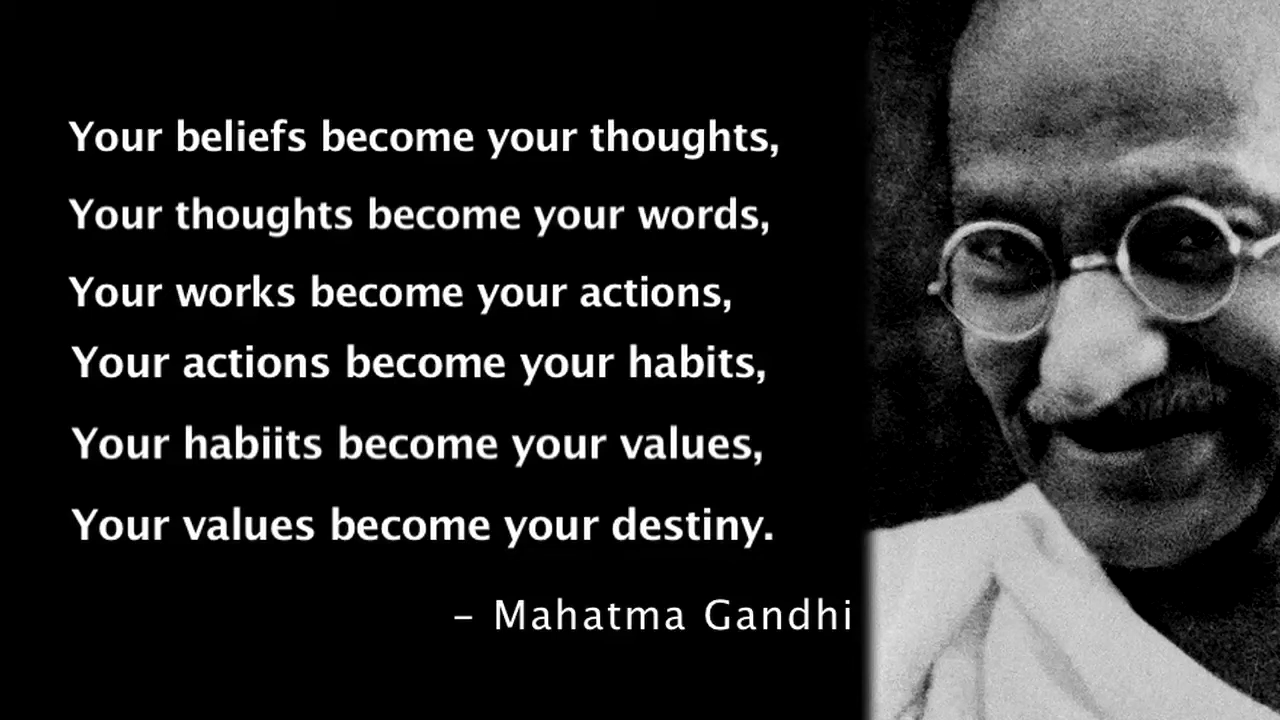 Your beliefs become your thoughts,
Your thoughts become your words,
Your works become your actions,
Your actions become your habits,
Your habiits become your values,
Your values become your destiny.
– Mahatma Gandhi